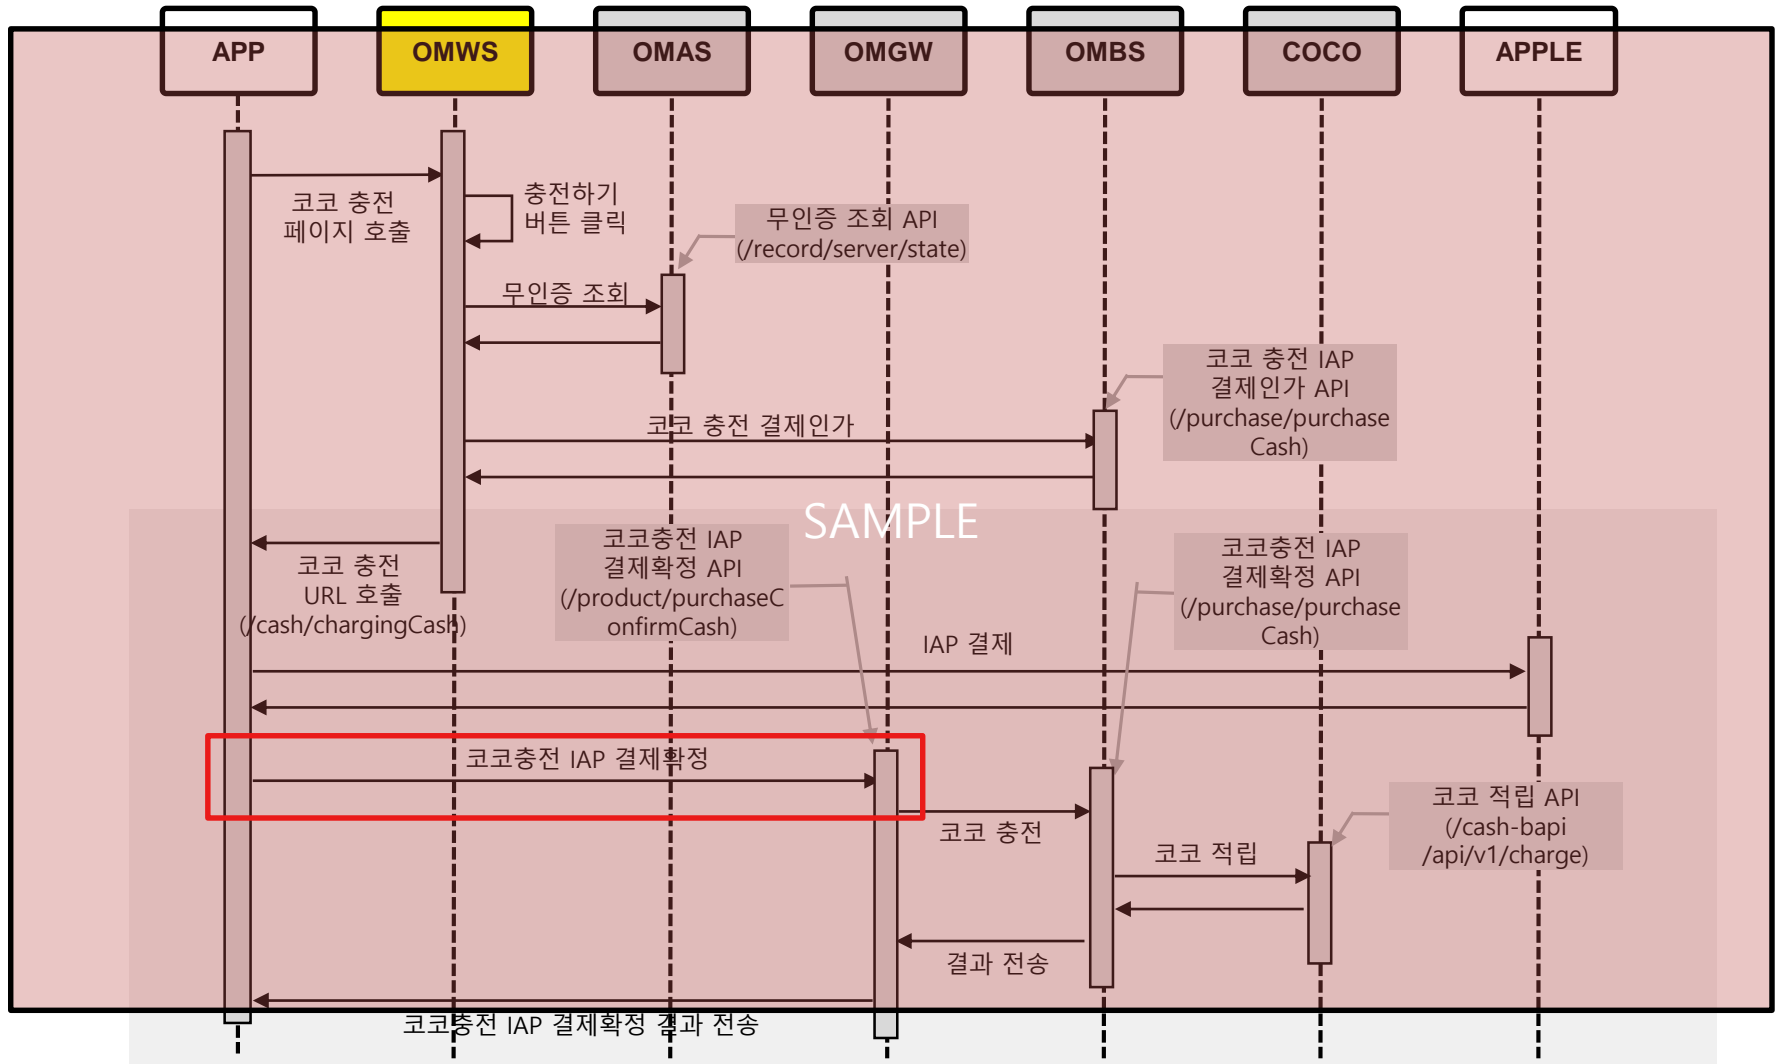 APP
OMWS
OMAS
OMGW
OMBS
COCO
APPLE
코코 충전
페이지 호출
충전하기
버튼 클릭
무인증 조회 API
(/record/server/state)
무인증 조회
코코 충전 IAP
결제인가 API
(/purchase/purchase
Cash)
코코 충전 결제인가
SAMPLE
코코 충전
URL 호출
(/cash/chargingCash)
코코충전 IAP
결제확정 API
(/product/purchaseC
onfirmCash)
코코충전 IAP
결제확정 API
(/purchase/purchase
Cash)
IAP 결제
코코충전 IAP 결제확정
코코 충전
코코 적립
코코 적립 API
(/cash-bapi
/api/v1/charge)
결과 전송
코코충전 IAP 결제확정 결과 전송